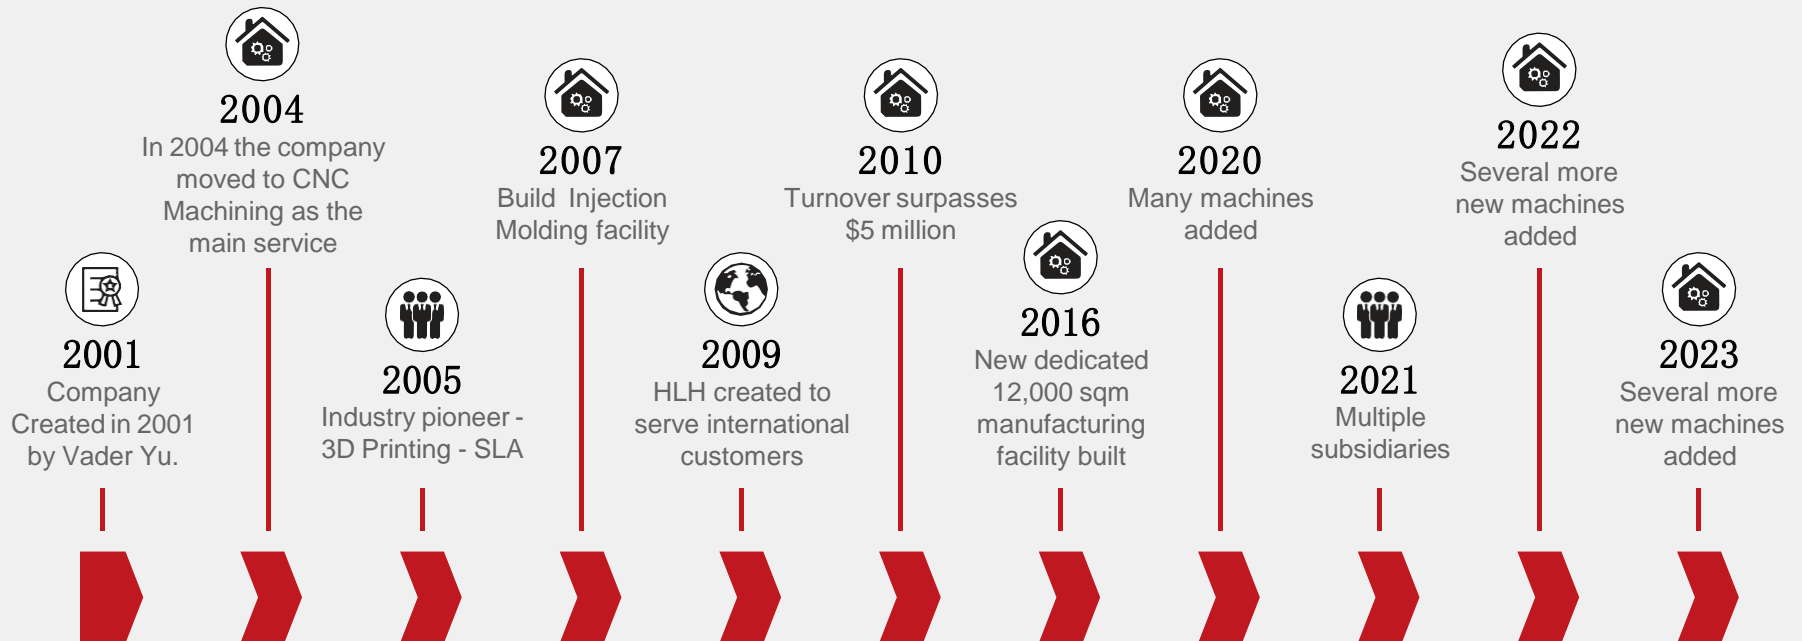 2001
Company
Created in 2001
by Vader Yu.
2004
In 2004 the company
moved to CNC
Machining as the
main service
2005
Industry pioneer -
3D Printing - SLA
2007
Build  Injection
Molding facility
2009
HLH created to
serve international
customers
2010
Turnover surpasses
$5 million
2016
New dedicated
12,000 sqm
manufacturing
facility built
2020
Many machines
added
2021
Multiple
subsidiaries
2022
Several more
new machines
added
2023
Several more
new machines
added